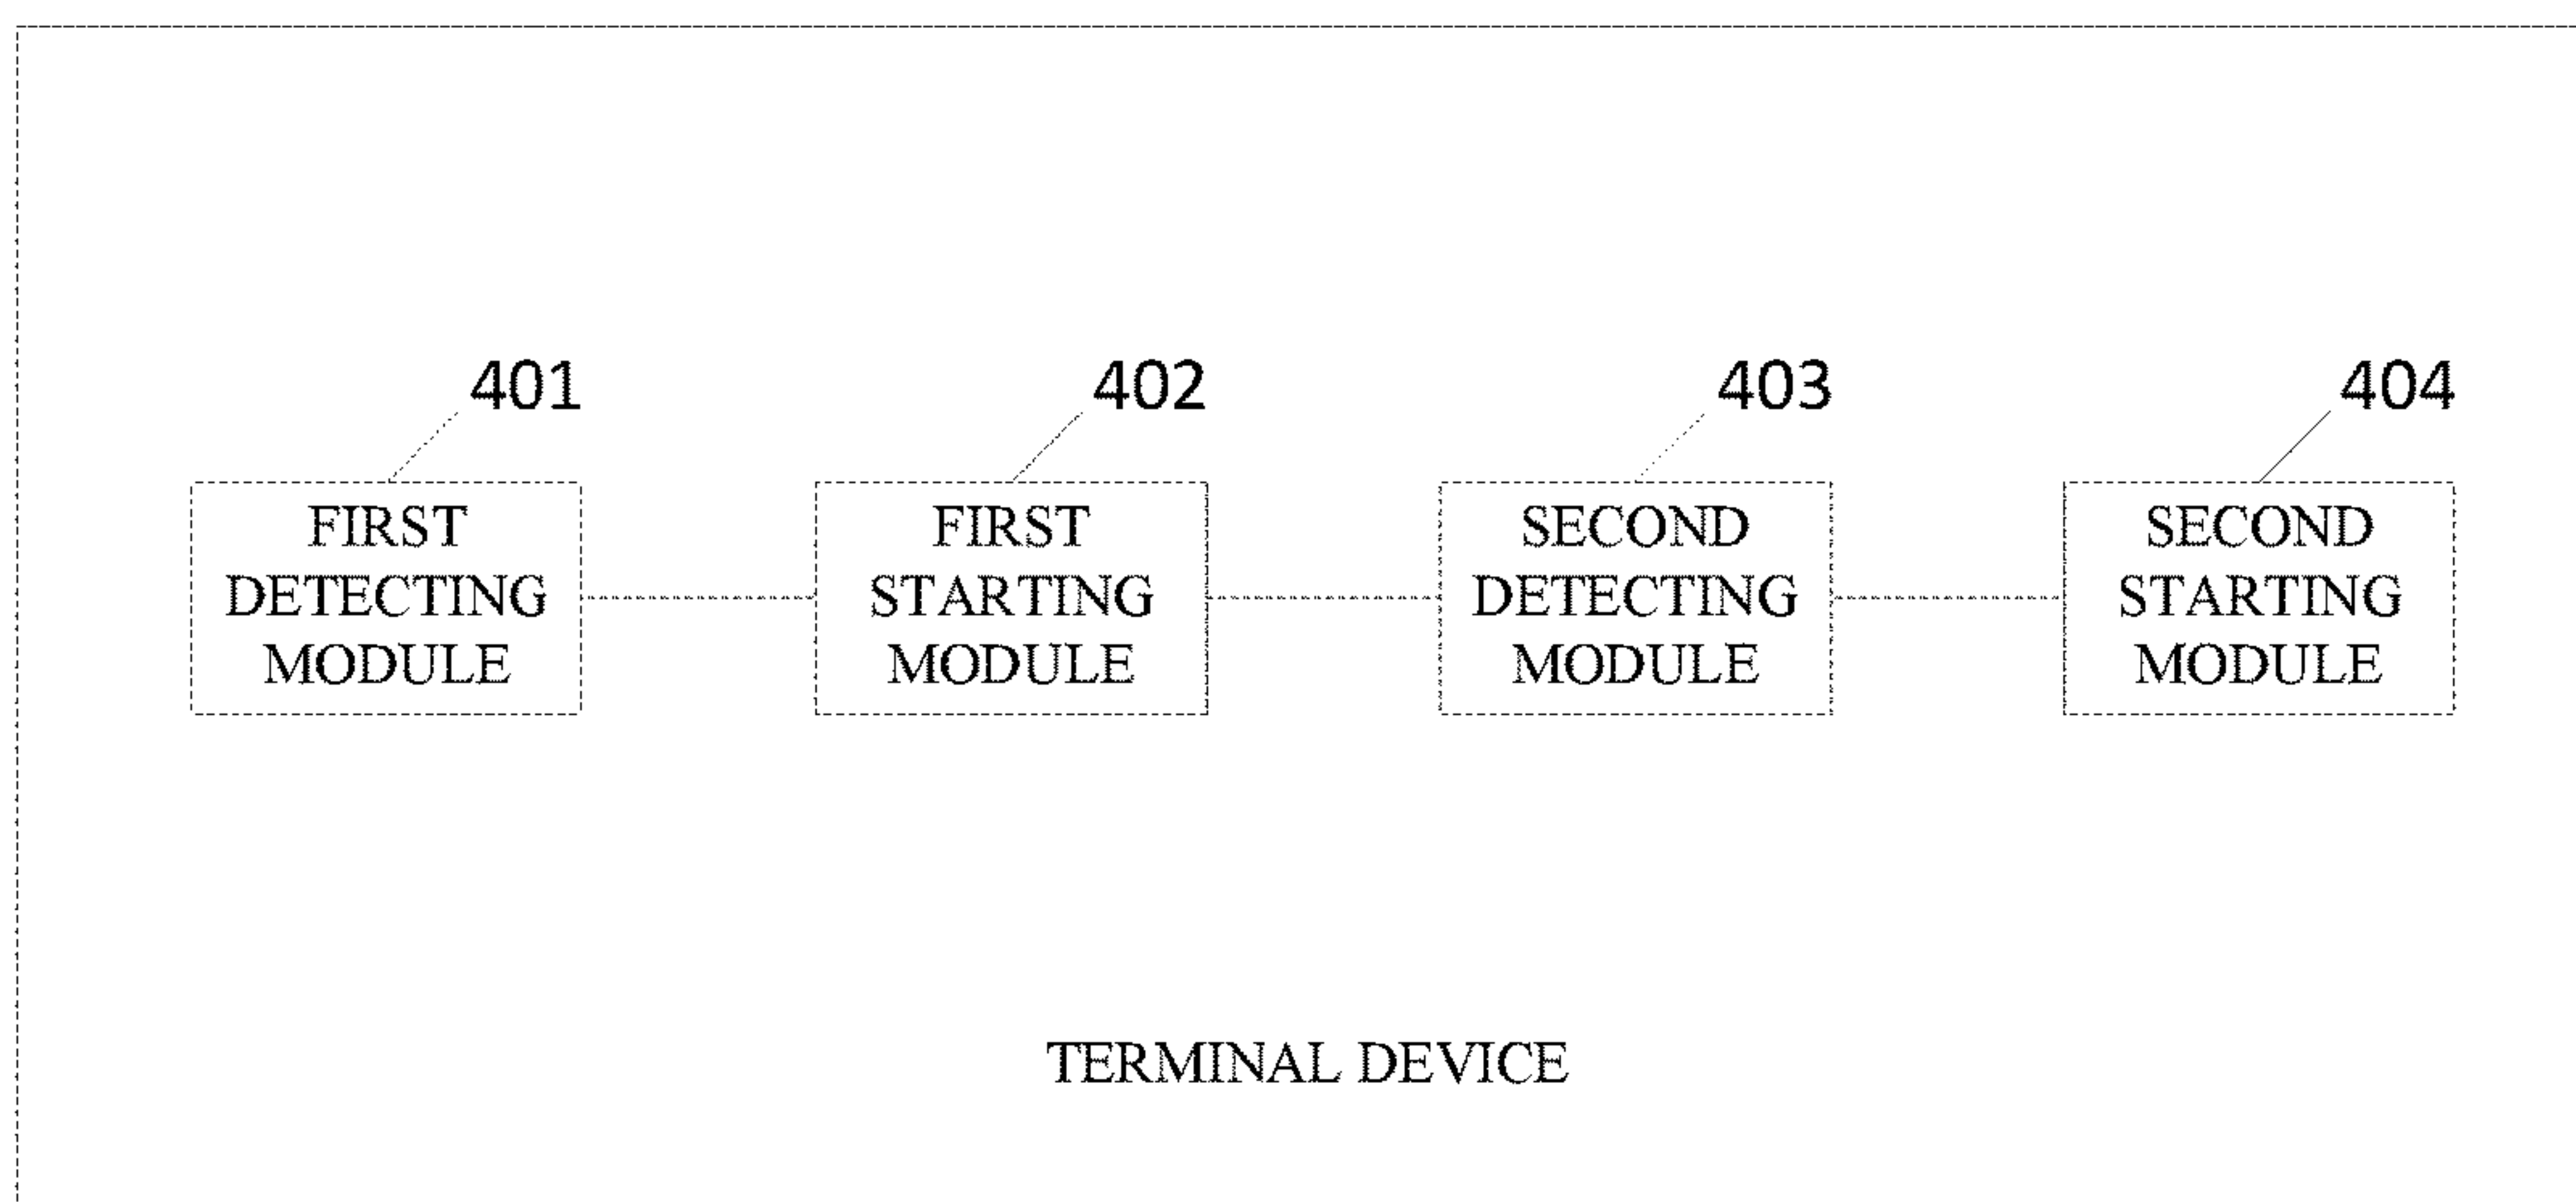 401
402
403
404
FIRST
DETECTING
MODULE
FIRST
STARTING
MODULE
SECOND
DETECTING
MODULE
SECOND
STARTING
MODULE
TERMINAL DEVICE